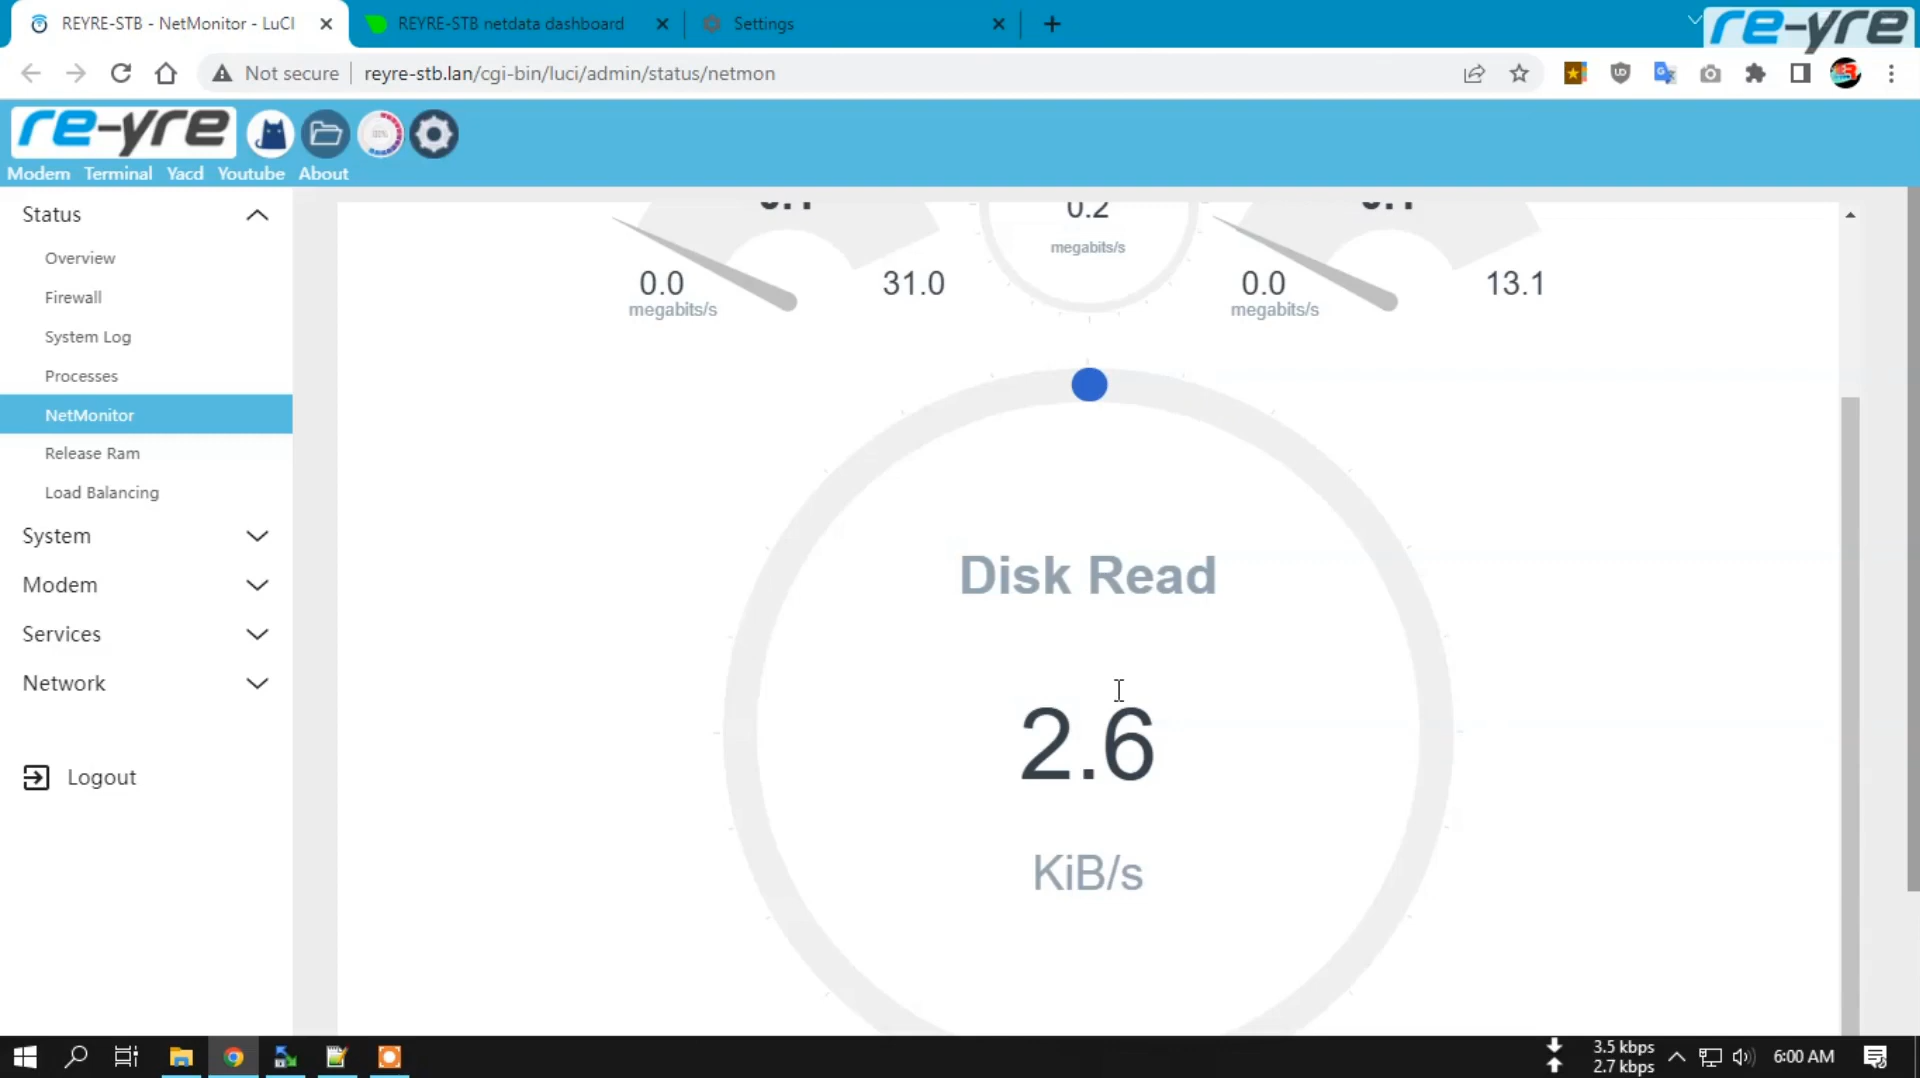 REYRE-STB - NetMonitor - LuCI
REYRE-STB netdata dashboard
Settings
re-yre
Not secure
reyre-stb.lan/cgi-bin/luci/admin/status/netmon
re-yre
Modem Terminal Yacd Youtube About
Status
Overview
Firewall
System Log
Processes
NetMonitor
Release Ram
Load Balancing
System
Modem
Services
Network
Logout
0.2
megabits/s
0.0
megabits/s
31.0
0.0
megabits/s
13.1
Disk Read
2.6
KiB/s
3.5 kbps
2.7 kbps
6:00 AM